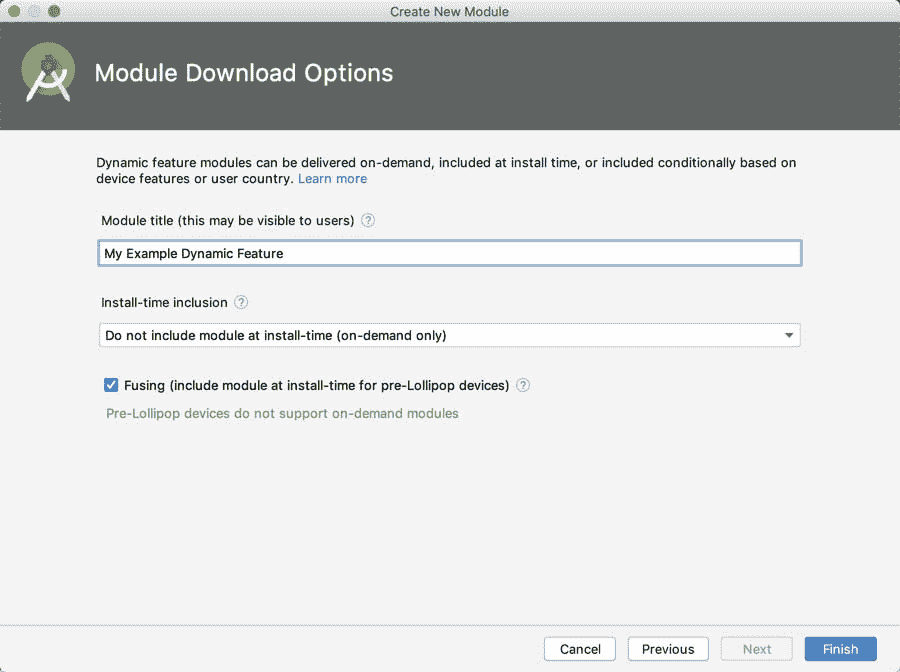 Create New Module
Module Download Options
Dynamic feature modules can be delivered on-demand, included at install time, or included conditionally based on
device features or user country. Learn more
Module title (this may be visible to users) ?
My Example Dynamic Feature
Install-time inclusion ?
Do not include module at install-time (on-demand only)
Fusing (include module at install-time for pre-Lollipop devices) ?
Pre-Lollipop devices do not support on-demand modules
Cancel Previous Next Finish